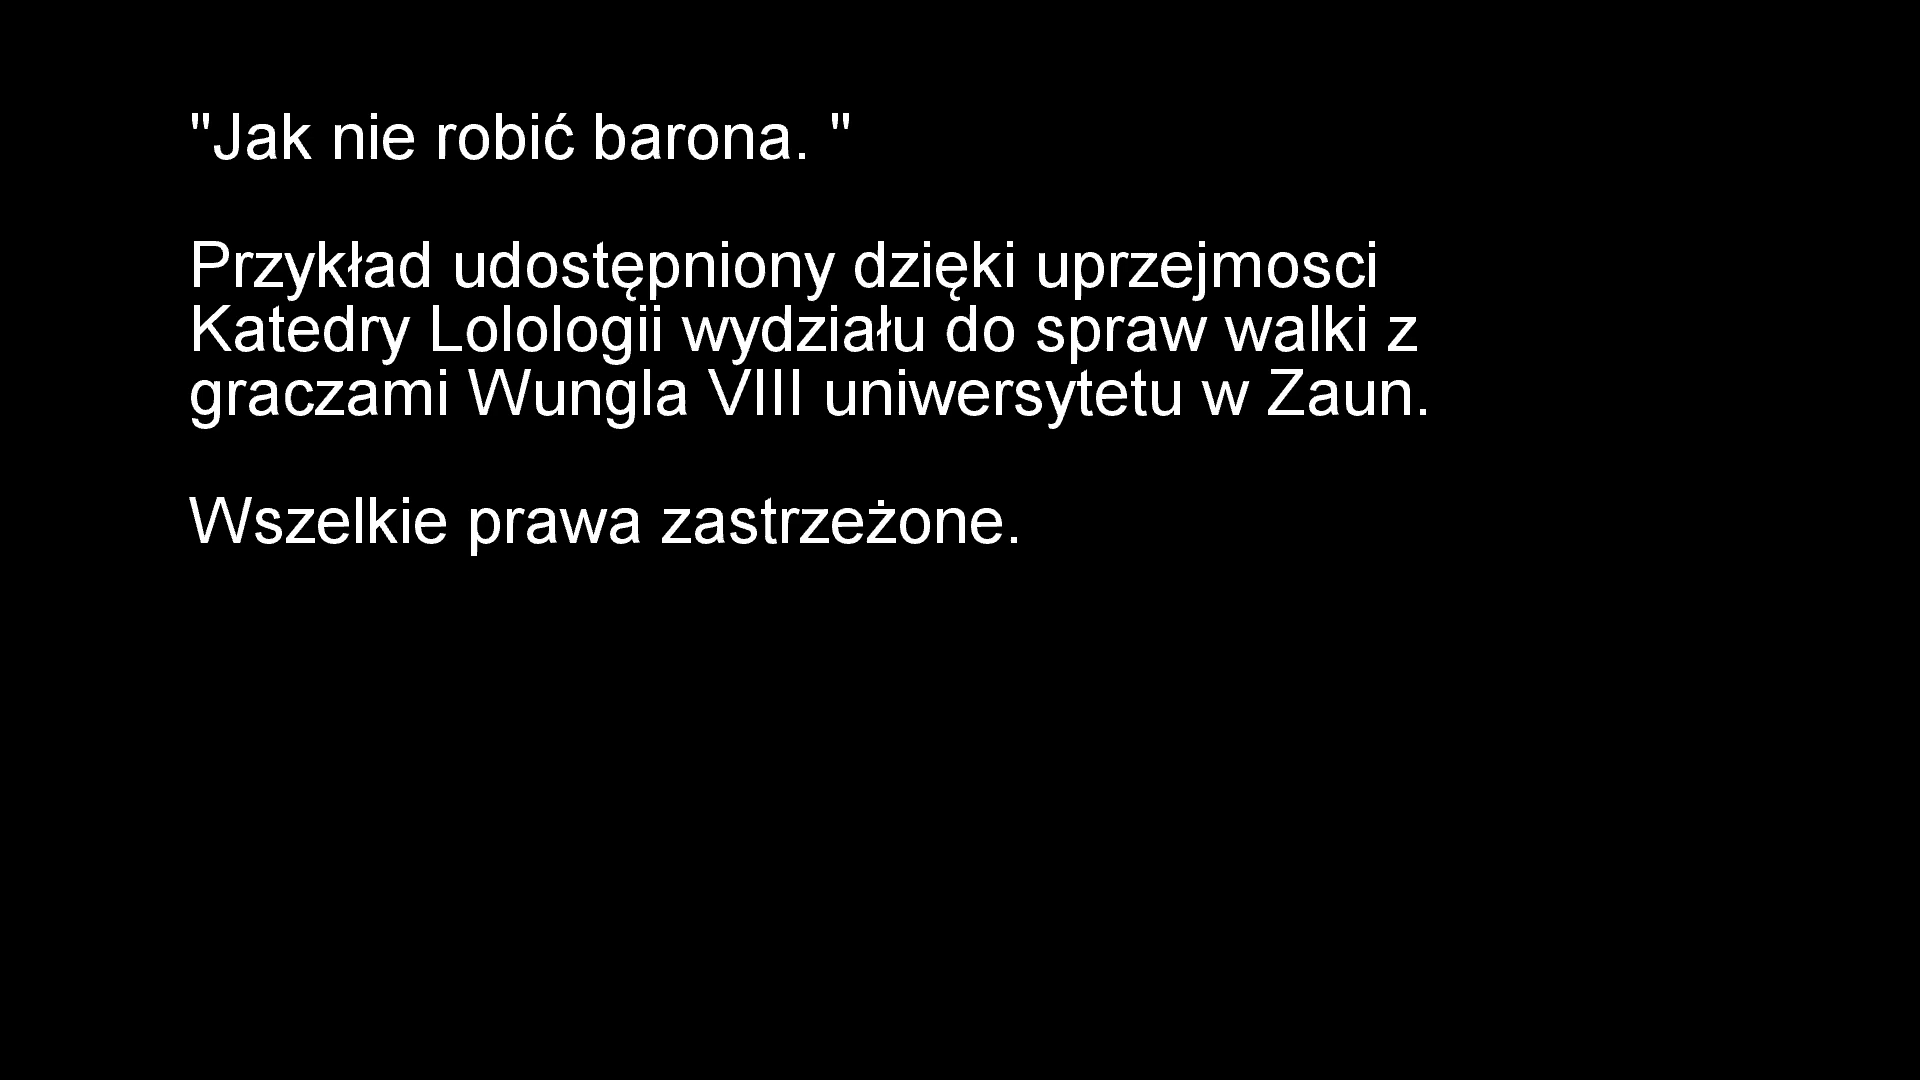 "Jak nie robić barona. "
Przykład udostępniony dzięki uprzejmosci
Katedry Lolologii wydziału do spraw walki z
graczami Wungla VIII uniwersytetu w Zaun.
Wszelkie prawa zastrzeżone.